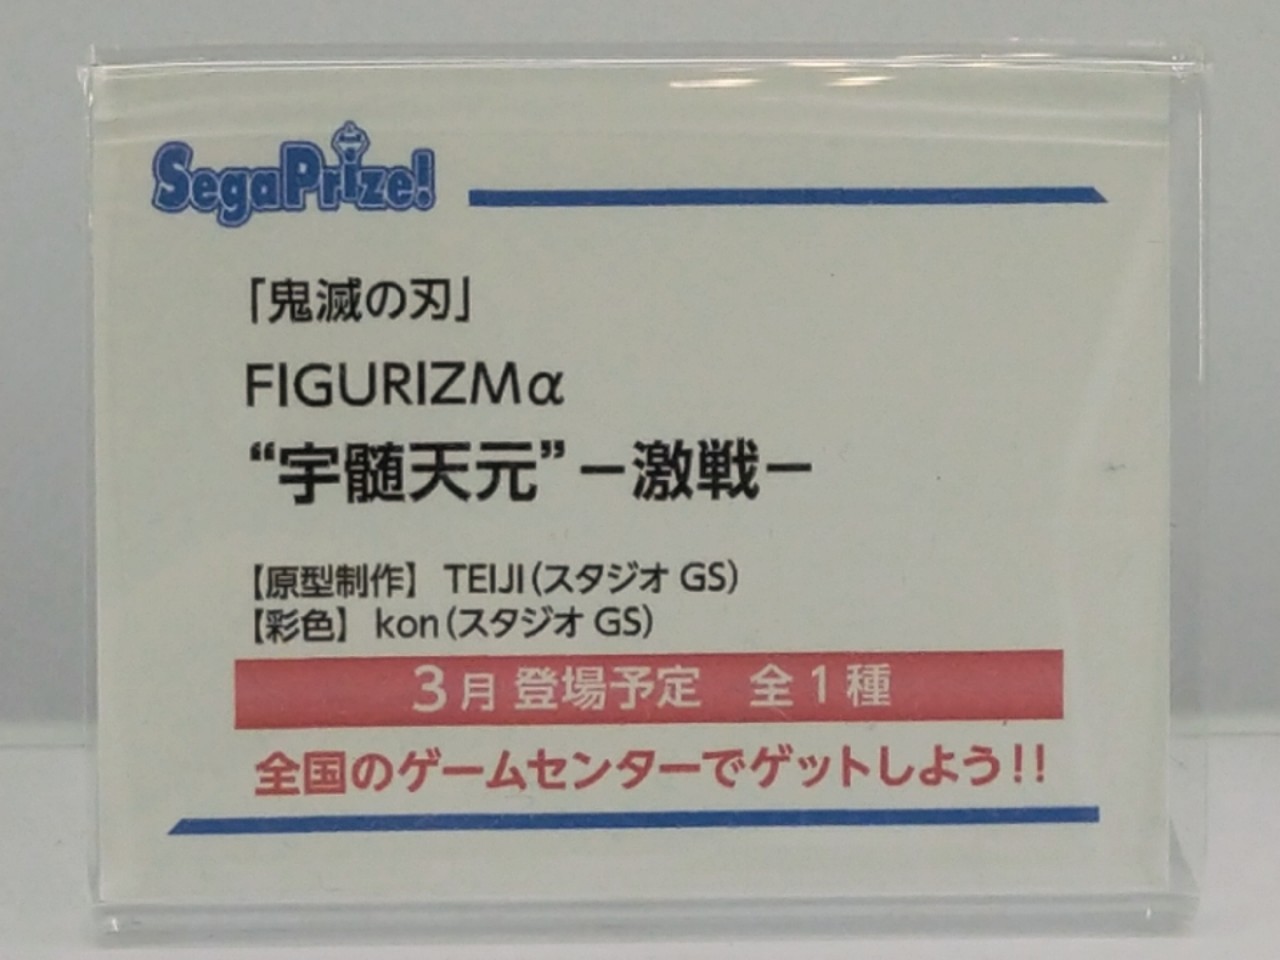 SegaPrize!
「鬼滅の刃」
FIGURIZMα
“宇髄天元”－激戦－
【原型制作】 TEIJI(スタジオ GS)
【彩色】 kon(スタジオ GS)
3月 登場予定　全1種
全国のゲームセンターでゲットしよう!!